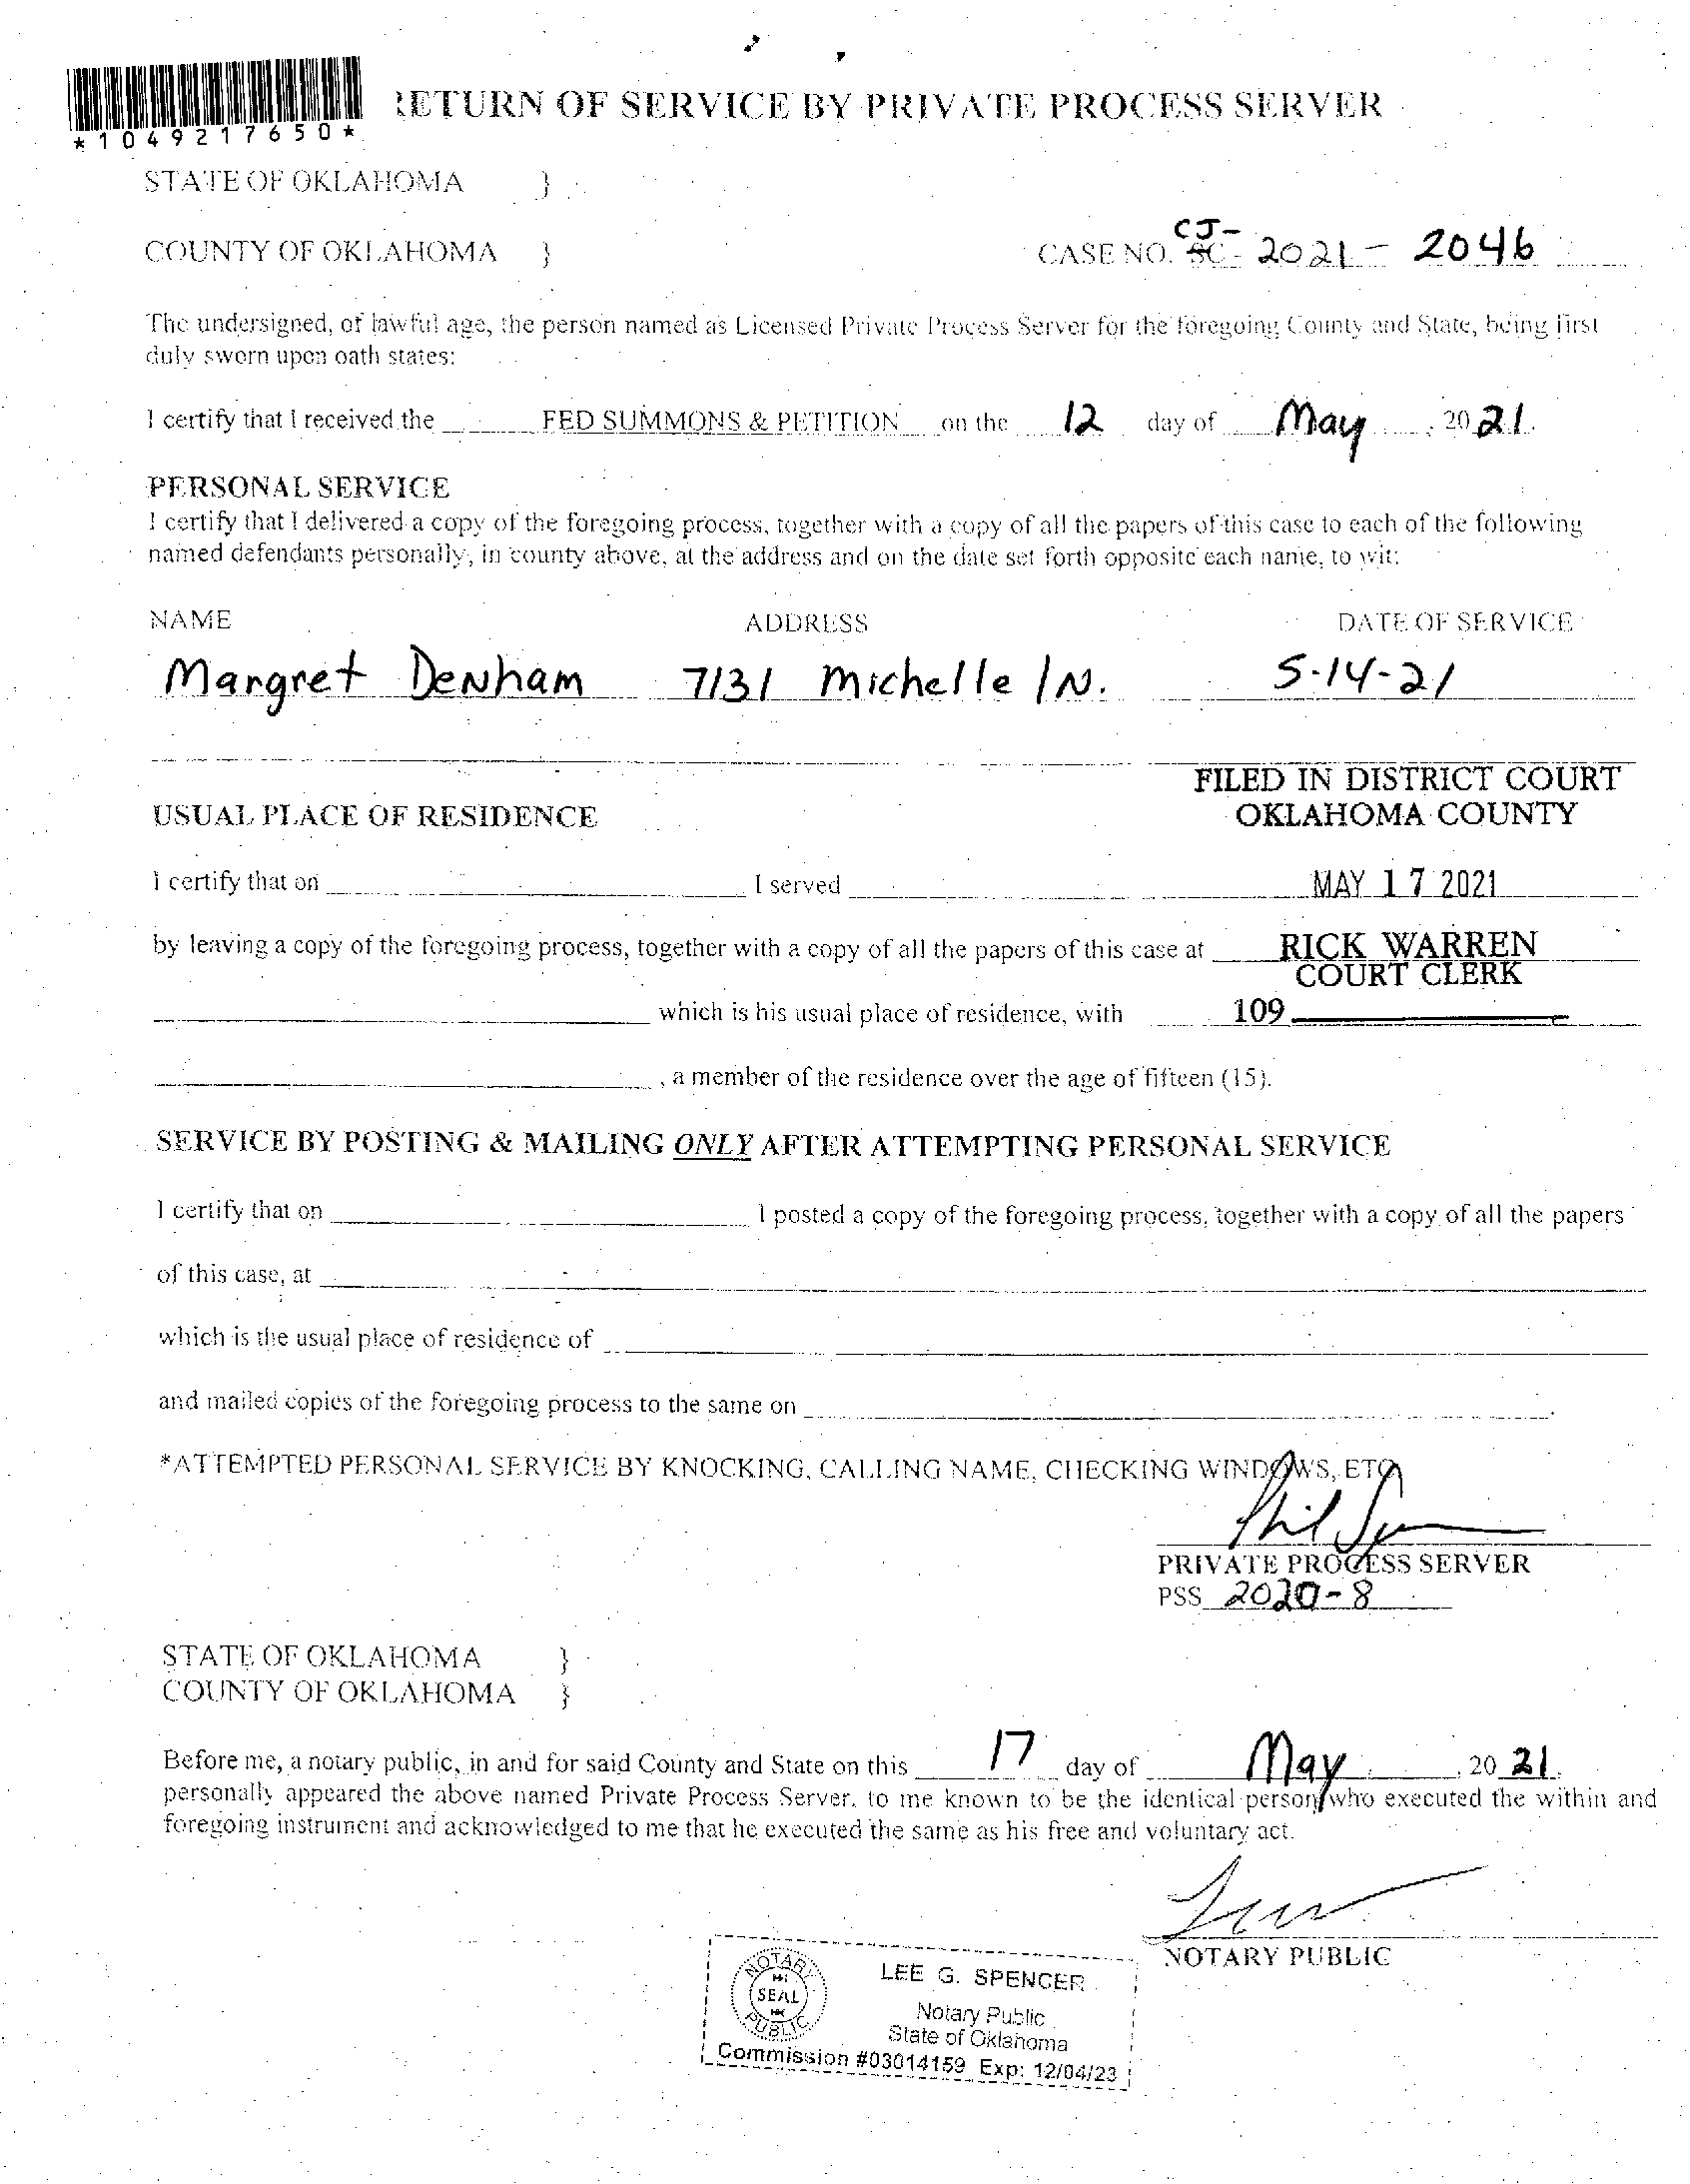 *1049217650*
RETURN OF SERVICE BY PRIVATE PROCESS SERVER
STATE OF OKLAHOMA }
CJ-
COUNTY OF OKLAHOMA } CASE NO. SC- 2021 - 2046
The undersigned, of lawful age, the person named as Licensed Private Process Server for the foregoing County and State, being first
duly sworn upon oath states:
I certify that I received the FED SUMMONS & PETITION on the 12 day of May, 2021.
PERSONAL SERVICE
I certify that I delivered a copy of the foregoing process, together with a copy of all the papers of this case to each of the following
named defendants personally, in county above, at the address and on the date set forth opposite each name, to wit:
NAME ADDRESS DATE OF SERVICE
Margret Denham 7131 Michelle LN. 5-14-21
FILED IN DISTRICT COURT
USUAL PLACE OF RESIDENCE OKLAHOMA COUNTY
I certify that on I served MAY 17 2021
by leaving a copy of the foregoing process, together with a copy of all the papers of this case at RICK WARREN
COURT CLERK
which is his usual place of residence, with 109
, a member of the residence over the age of fifteen (15).
SERVICE BY POSTING & MAILING ONLY AFTER ATTEMPTING PERSONAL SERVICE
I certify that on I posted a copy of the foregoing process, together with a copy of all the papers
of this case, at
which is the usual place of residence of
and mailed copies of the foregoing process to the same on .
*ATTEMPTED PERSONAL SERVICE BY KNOCKING, CALLING NAME, CHECKING WINDOWS, ETC
PRIVATE PROCESS SERVER
PSS 2020-8
STATE OF OKLAHOMA }
COUNTY OF OKLAHOMA }
Before me, a notary public, in and for said County and State on this 17 day of May, 2021.
personally appeared the above named Private Process Server, to me known to be the identical person who executed the within and
foregoing instrument and acknowledged to me that he executed the same as his free and voluntary act.
NOTARY PUBLIC
NOTARY
SEAL
PUBLIC
LEE G. SPENCER
Notary Public
State of Oklahoma
Commission #03014159 Exp: 12/04/23